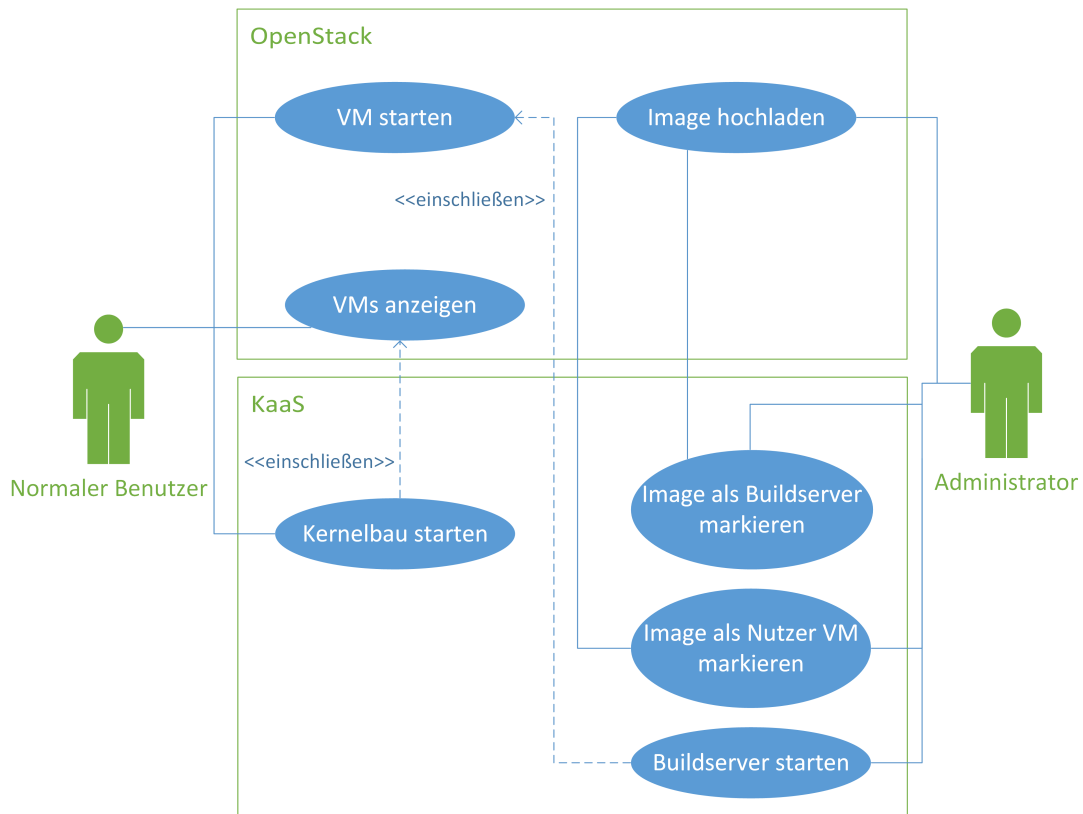 OpenStack
VM starten
Image hochladen
<<einschließen>>
VMs anzeigen
KaaS
<<einschließen>>
Normaler Benutzer
Administrator
Image als Buildserver
markieren
Kernelbau starten
Image als Nutzer VM
markieren
Buildserver starten